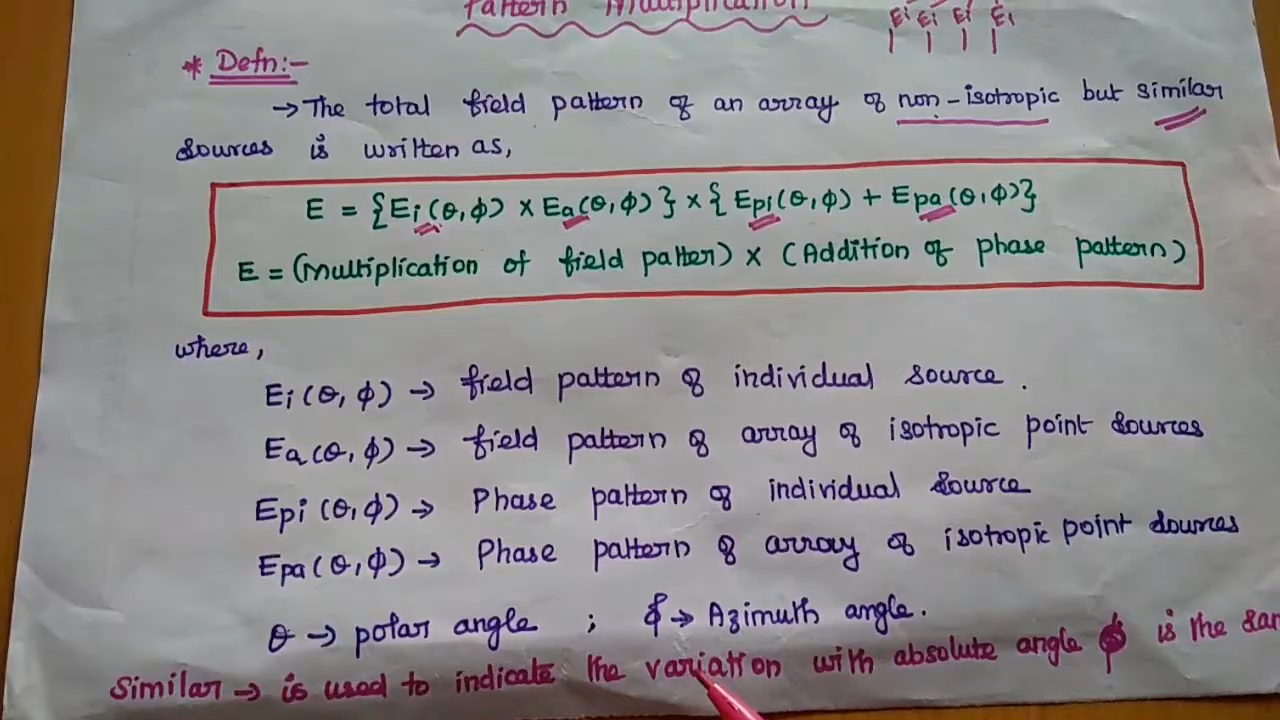 Pattern Multiplication
Ei Ei Ei Ei
* Defn:-
→ The total field pattern of an array of non-isotropic but similar
sources is written as,
E = {Ei(θ,ϕ) × Ea(θ,ϕ)} × {Epi(θ,ϕ) + Epa(θ,ϕ)}
E = (Multiplication of field patter) × (Addition of phase pattern)
where,
Ei(θ,ϕ) → field pattern of individual source.
Ea(θ,ϕ) → field pattern of array of isotropic point sources
Epi(θ,ϕ) → Phase pattern of individual source
Epa(θ,ϕ) → Phase pattern of array of isotropic point sources
θ → polar angle ; ϕ → Azimuth angle.
Similar → is used to indicate the variation with absolute angle ϕ is the